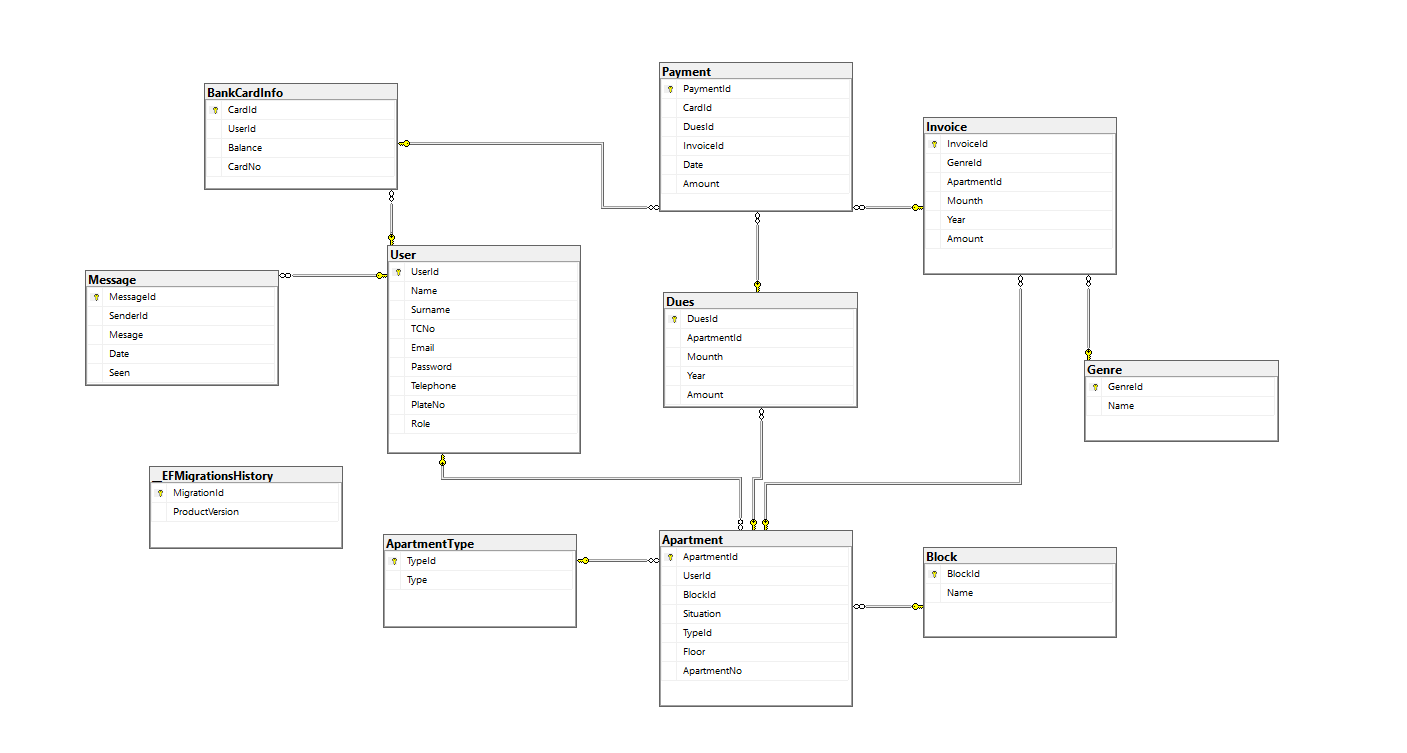 BankCardInfo
CardId
UserId
Balance
CardNo
Payment
PaymentId
CardId
DuesId
InvoiceId
Date
Amount
Invoice
InvoiceId
GenreId
ApartmentId
Mounth
Year
Amount
Message
MessageId
SenderId
Mesage
Date
Seen
User
UserId
Name
Surname
TCNo
Email
Password
Telephone
PlateNo
Role
Dues
DuesId
ApartmentId
Mounth
Year
Amount
Genre
GenreId
Name
__EFMigrationsHistory
MigrationId
ProductVersion
ApartmentType
TypeId
Type
Apartment
ApartmentId
UserId
BlockId
Situation
TypeId
Floor
ApartmentNo
Block
BlockId
Name